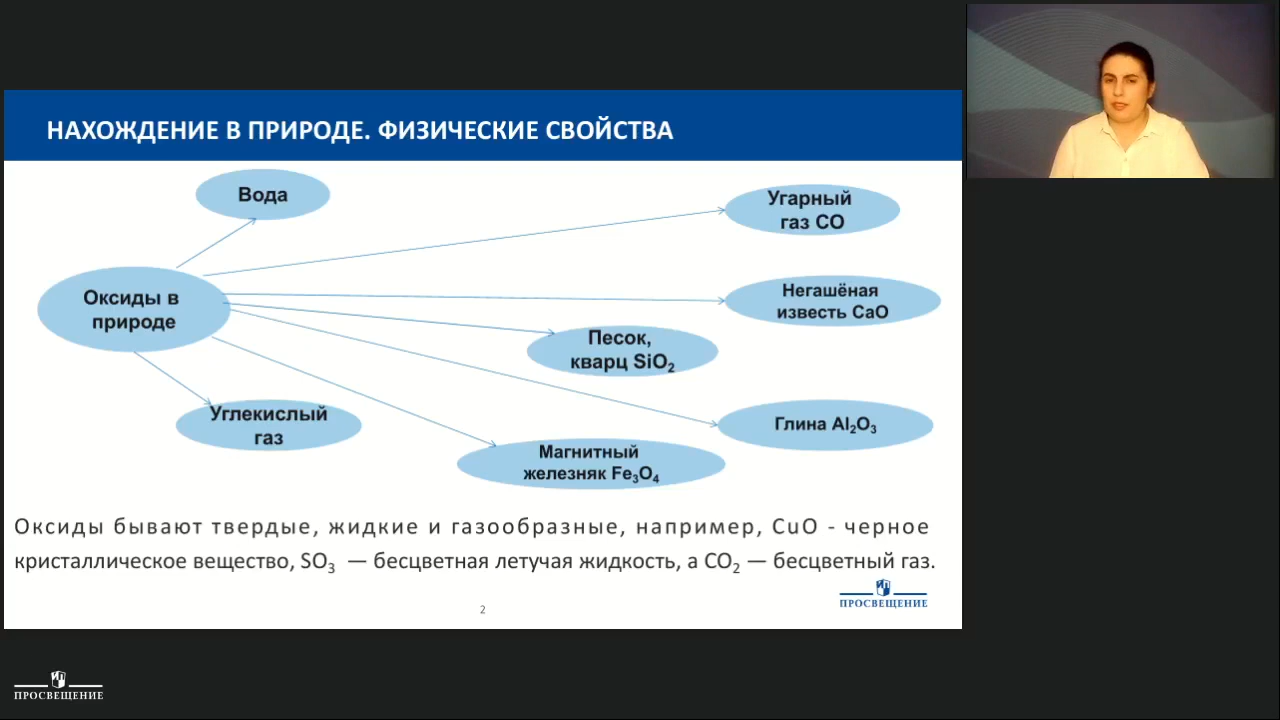 НАХОЖДЕНИЕ В ПРИРОДЕ. ФИЗИЧЕСКИЕ СВОЙСТВА
Вода
Угарный
газ CO
Оксиды в
природе
Негашёная
известь CaO
Песок,
кварц SiO₂
Углекислый
газ
Глина Al₂O₃
Магнитный
железняк Fe₃O₄
Оксиды бывают твердые, жидкие и газообразные, например, CuO - черное
кристаллическое вещество, SO₃ — бесцветная летучая жидкость, а CO₂ — бесцветный газ.
ПРОСВЕЩЕНИЕ
2
ПРОСВЕЩЕНИЕ